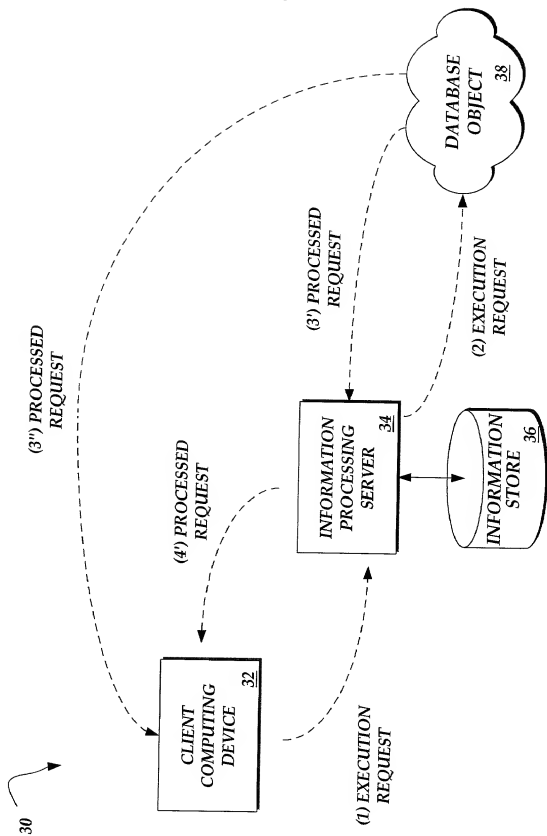 30
(3") PROCESSED
REQUEST
(4') PROCESSED
REQUEST
(3') PROCESSED
REQUEST
CLIENT
COMPUTING
DEVICE
32
INFORMATION
PROCESSING
SERVER
34
DATABASE
OBJECT
38
(1) EXECUTION
REQUEST
INFORMATION
STORE
36
(2) EXECUTION
REQUEST